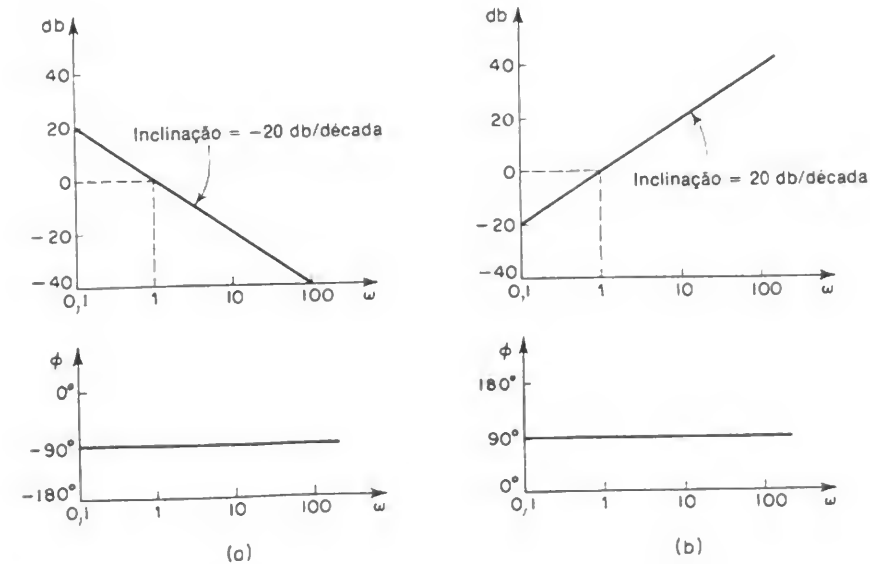 db
40
20
Inclinação = -20 db/década
0
-20
-40
0,1 1 10 100 ω
ϕ
0°
-90°
-180°
0,1 1 10 100 ω
(a)
db
40
20
0
Inclinação = 20 db/década
-20
-40
0,1 1 10 100 ω
ϕ
180°
90°
0°
0,1 1 10 100 ω
(b)